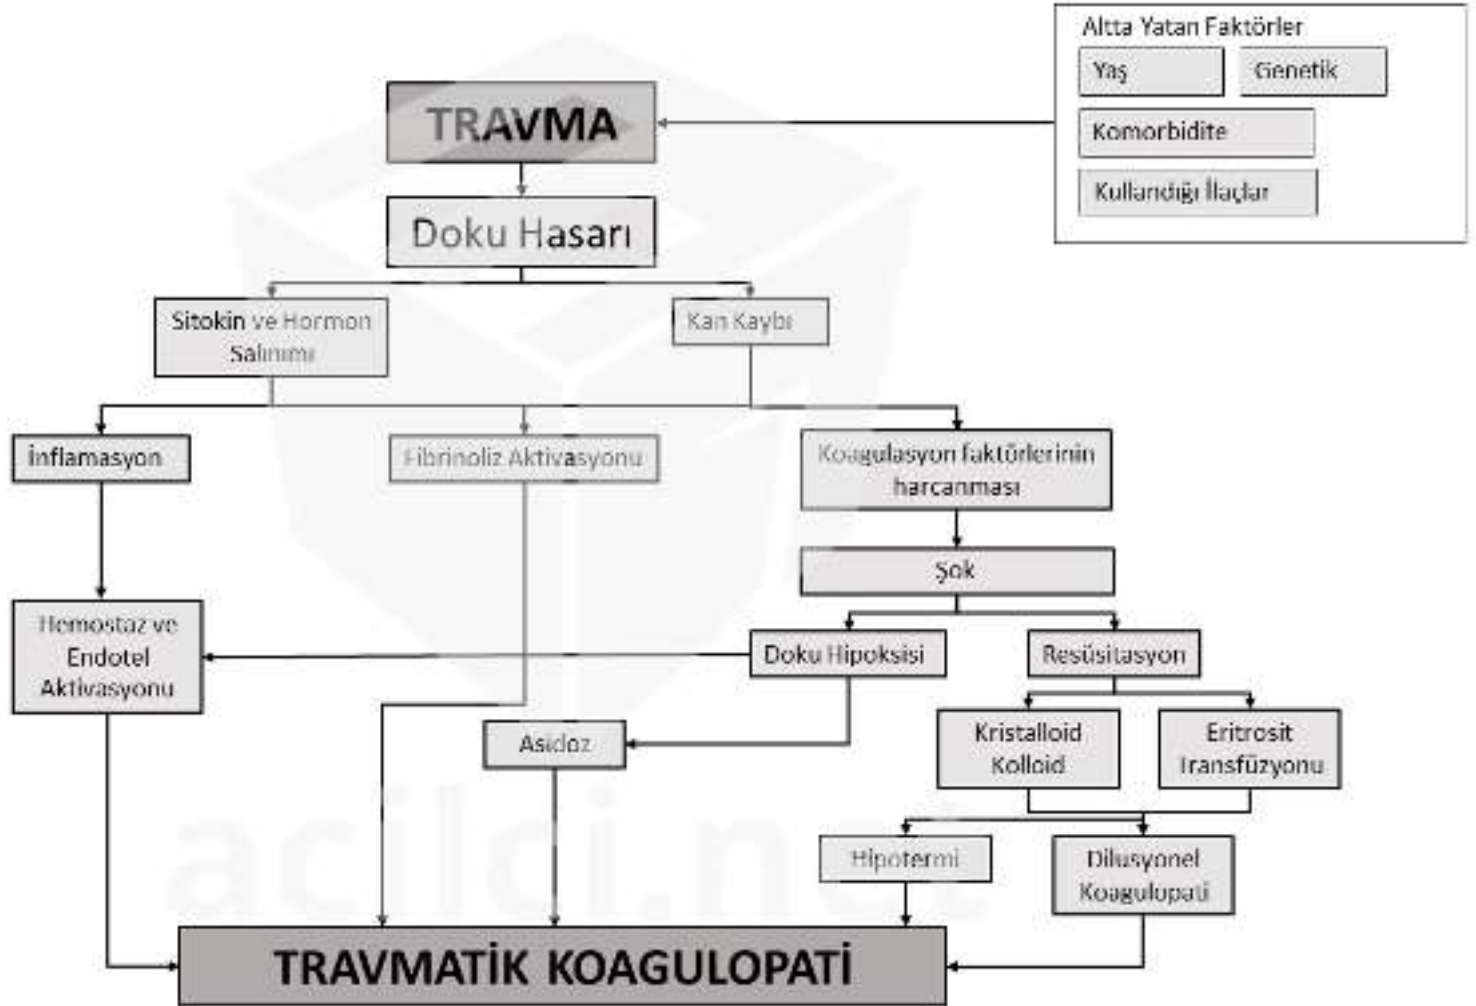 Altta Yatan Faktörler
Yaş
Genetik
Komorbidite
Kullandığı İlaçlar
TRAVMA
Doku Hasarı
Sitokin ve Hormon
Salınımı
Kan Kaybı
İnflamasyon
Fibrinoliz Aktivasyonu
Koagulasyon faktörlerinin
harcanması
Şok
Hemostaz ve
Endotel
Aktivasyonu
Doku Hipoksisi
Resüsitasyon
Asidoz
Kristalloid
Kolloid
Eritrosit
Transfüzyonu
Hipotermi
Dilusyonel
Koagulopati
TRAVMATİK KOAGULOPATİ
acilci.net